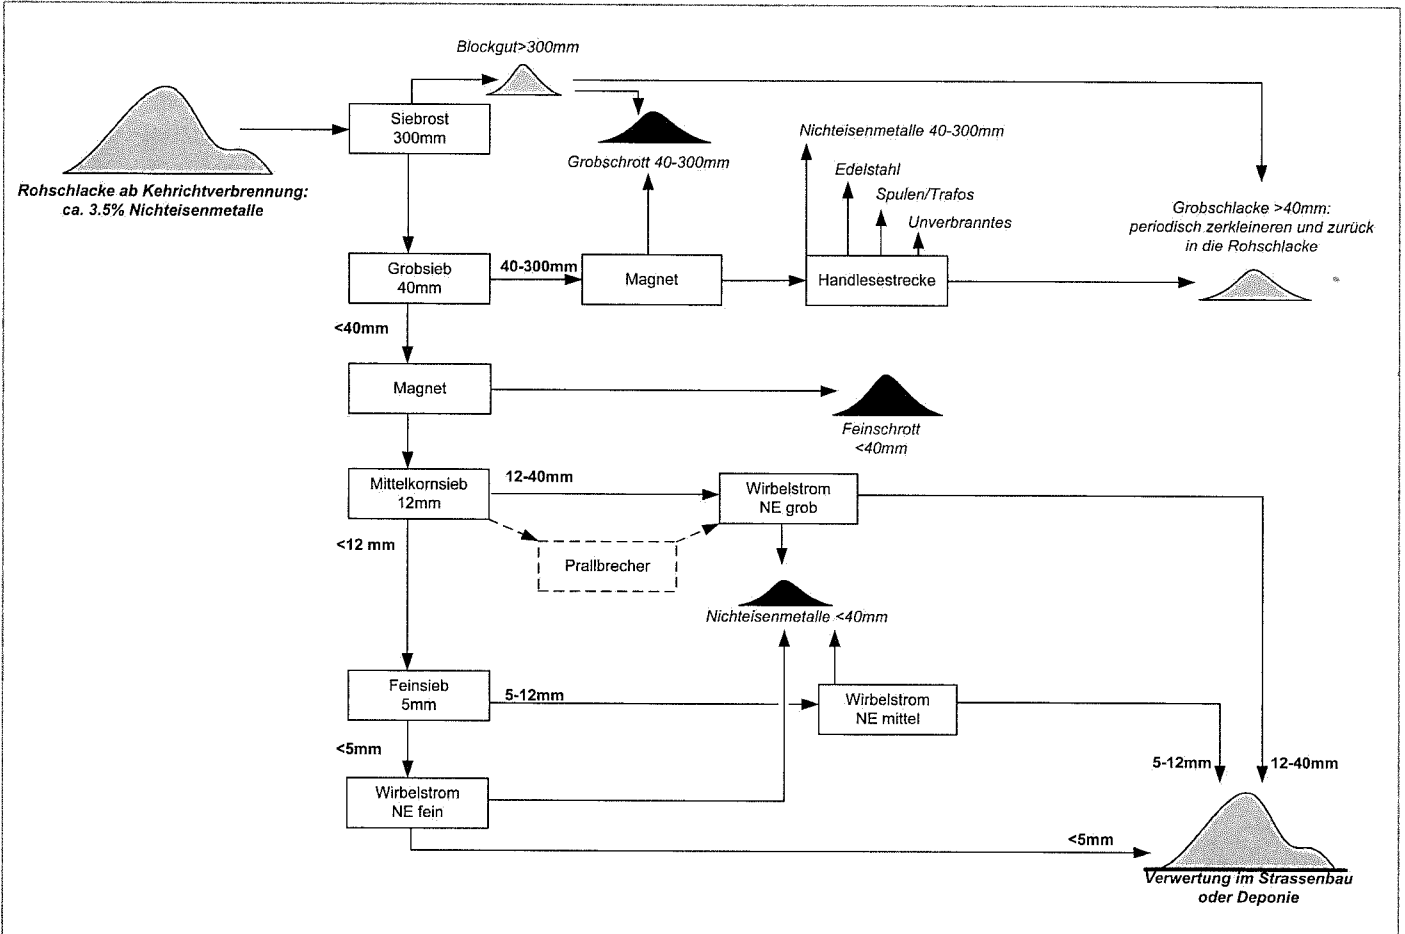 Blockgut>300mm
Siebrost
300mm
Rohschlacke ab Kehrichtverbrennung:
ca. 3.5% Nichteisenmetalle
Grobschrott 40-300mm
Nichteisenmetalle 40-300mm
Edelstahl
Spulen/Trafos
Unverbranntes
Grobschlacke >40mm:
periodisch zerkleineren und zurück
in die Rohschlacke
Grobsieb
40mm
40-300mm
Magnet
Handlesestrecke
<40mm
Magnet
Feinschrott
<40mm
Mittelkornsieb
12mm
12-40mm
Wirbelstrom
NE grob
<12 mm
Prallbrecher
Nichteisenmetalle <40mm
Feinsieb
5mm
5-12mm
Wirbelstrom
NE mittel
<5mm
5-12mm
12-40mm
Wirbelstrom
NE fein
<5mm
Verwertung im Strassenbau
oder Deponie